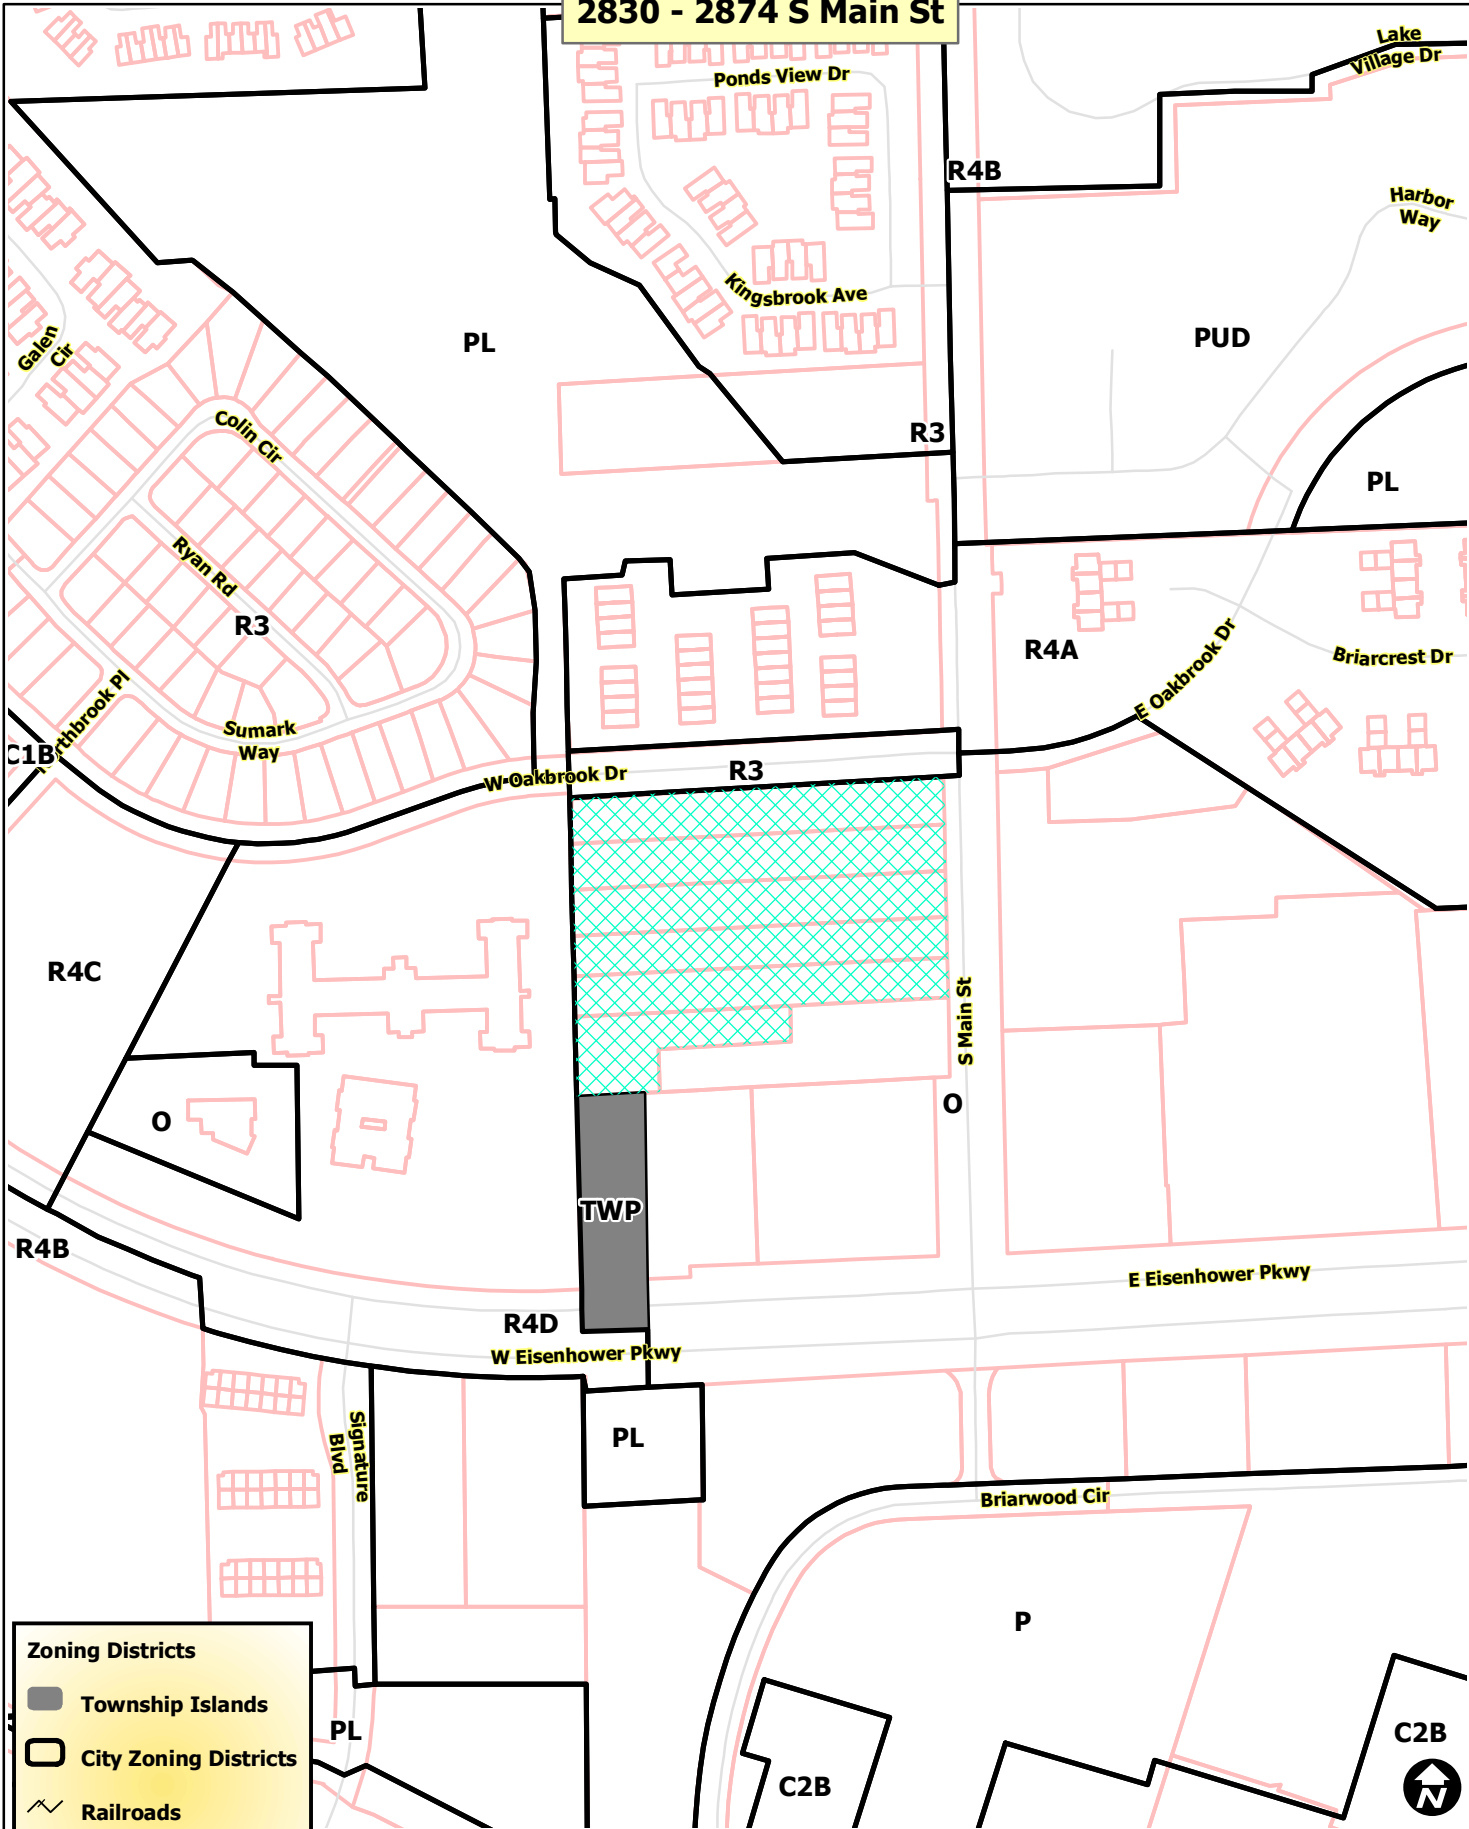 2830 - 2874 S Main St
Lake
Village Dr
Ponds View Dr
R4B
Harbor
Way
Kingsbrook Ave
PL
PUD
Galen
Cir
Colin Cir
R3
PL
Ryan Rd
R3
R4A
E Oakbrook Dr
Briarcrest Dr
rthbrook Pl
Sumark
Way
C1B
W Oakbrook Dr
R3
R4C
S Main St
O
O
TWP
R4B
E Eisenhower Pkwy
R4D
W Eisenhower Pkwy
Signature
Blvd
PL
Briarwood Cir
P
Zoning Districts
Township Islands
City Zoning Districts
Railroads
PL
C2B
C2B
N